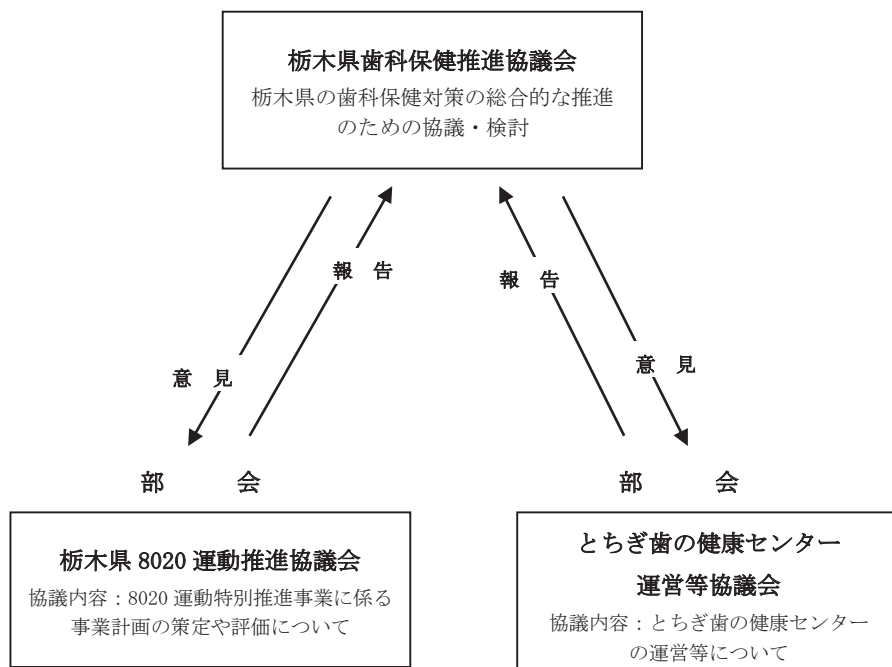 栃木県歯科保健推進協議会
栃木県の歯科保健対策の総合的な推進
のための協議・検討
報 告
報 告
意 見
意 見
部 会
部 会
栃木県 8020 運動推進協議会
協議内容：8020 運動特別推進事業に係る
事業計画の策定や評価について
とちぎ歯の健康センター
運営等協議会
協議内容：とちぎ歯の健康センター
の運営等について